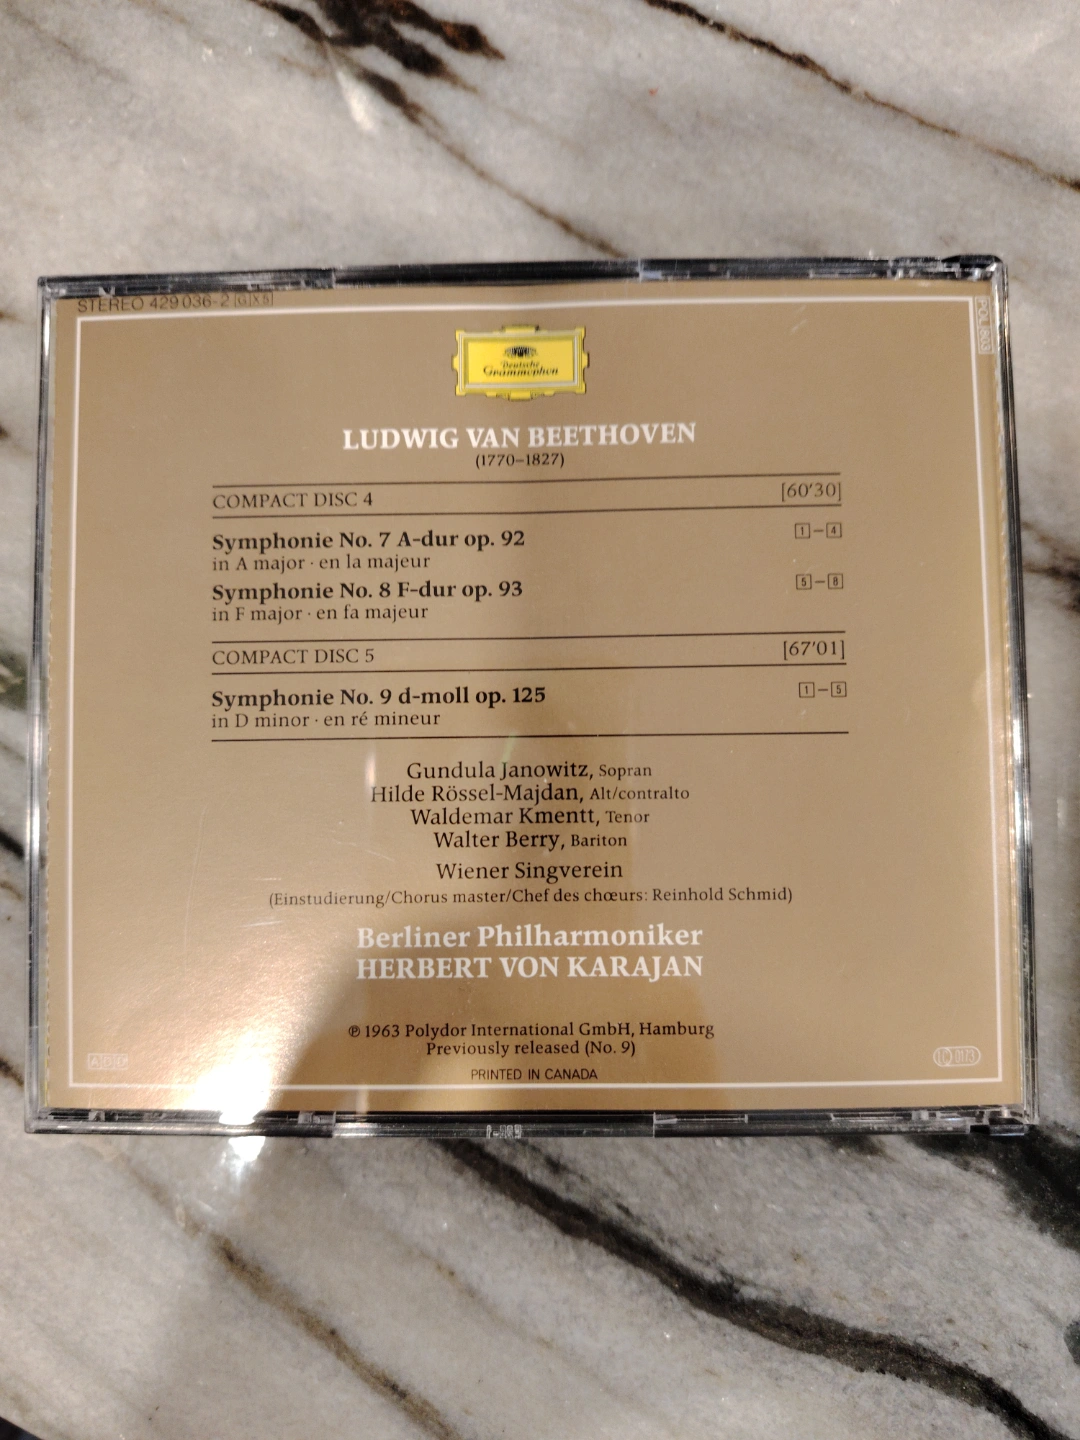 STEREO 429 036-2 G X 5
POL 863
Deutsche
Grammophon
LUDWIG VAN BEETHOVEN
(1770–1827)
COMPACT DISC 4 [60'30]
Symphonie No. 7 A-dur op. 92 1–4
in A major · en la majeur
Symphonie No. 8 F-dur op. 93 5–8
in F major · en fa majeur
COMPACT DISC 5 [67'01]
Symphonie No. 9 d-moll op. 125 1–5
in D minor · en ré mineur
Gundula Janowitz, Sopran
Hilde Rössel-Majdan, Alt/contralto
Waldemar Kmentt, Tenor
Walter Berry, Bariton
Wiener Singverein
(Einstudierung/Chorus master/Chef des chœurs: Reinhold Schmid)
Berliner Philharmoniker
HERBERT VON KARAJAN
℗ 1963 Polydor International GmbH, Hamburg
Previously released (No. 9)
PRINTED IN CANADA
LC 0173